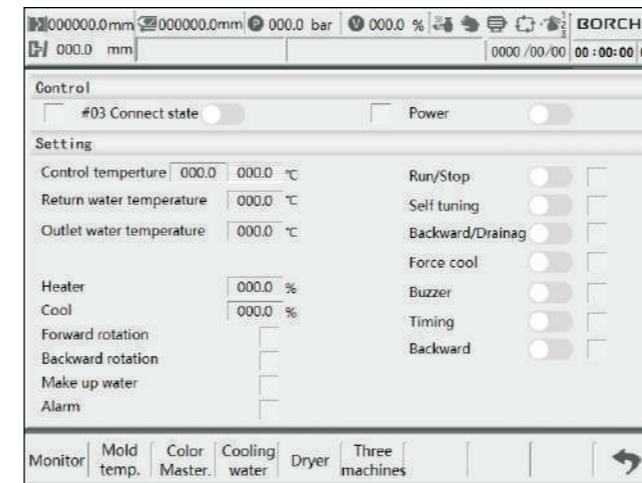 000000.0mm 000000.0mm P 000.0 bar V 000.0 % 1 2 3 BORCH
000.0 mm 0000 /00/00 00 : 00: 00
Control
#03 Connect state Power
Setting
Control temperture 000.0 000.0 ℃ Run/Stop
Return water temperature 000.0 ℃ Self tuning
Outlet water temperature 000.0 ℃ Backward/Drainag
Force cool
Heater 000.0 % Buzzer
Cool 000.0 % Timing
Forward rotation
Backward rotation Backward
Make up water
Alarm
Monitor Mold temp. Color Master. Cooling water Dryer Three machines